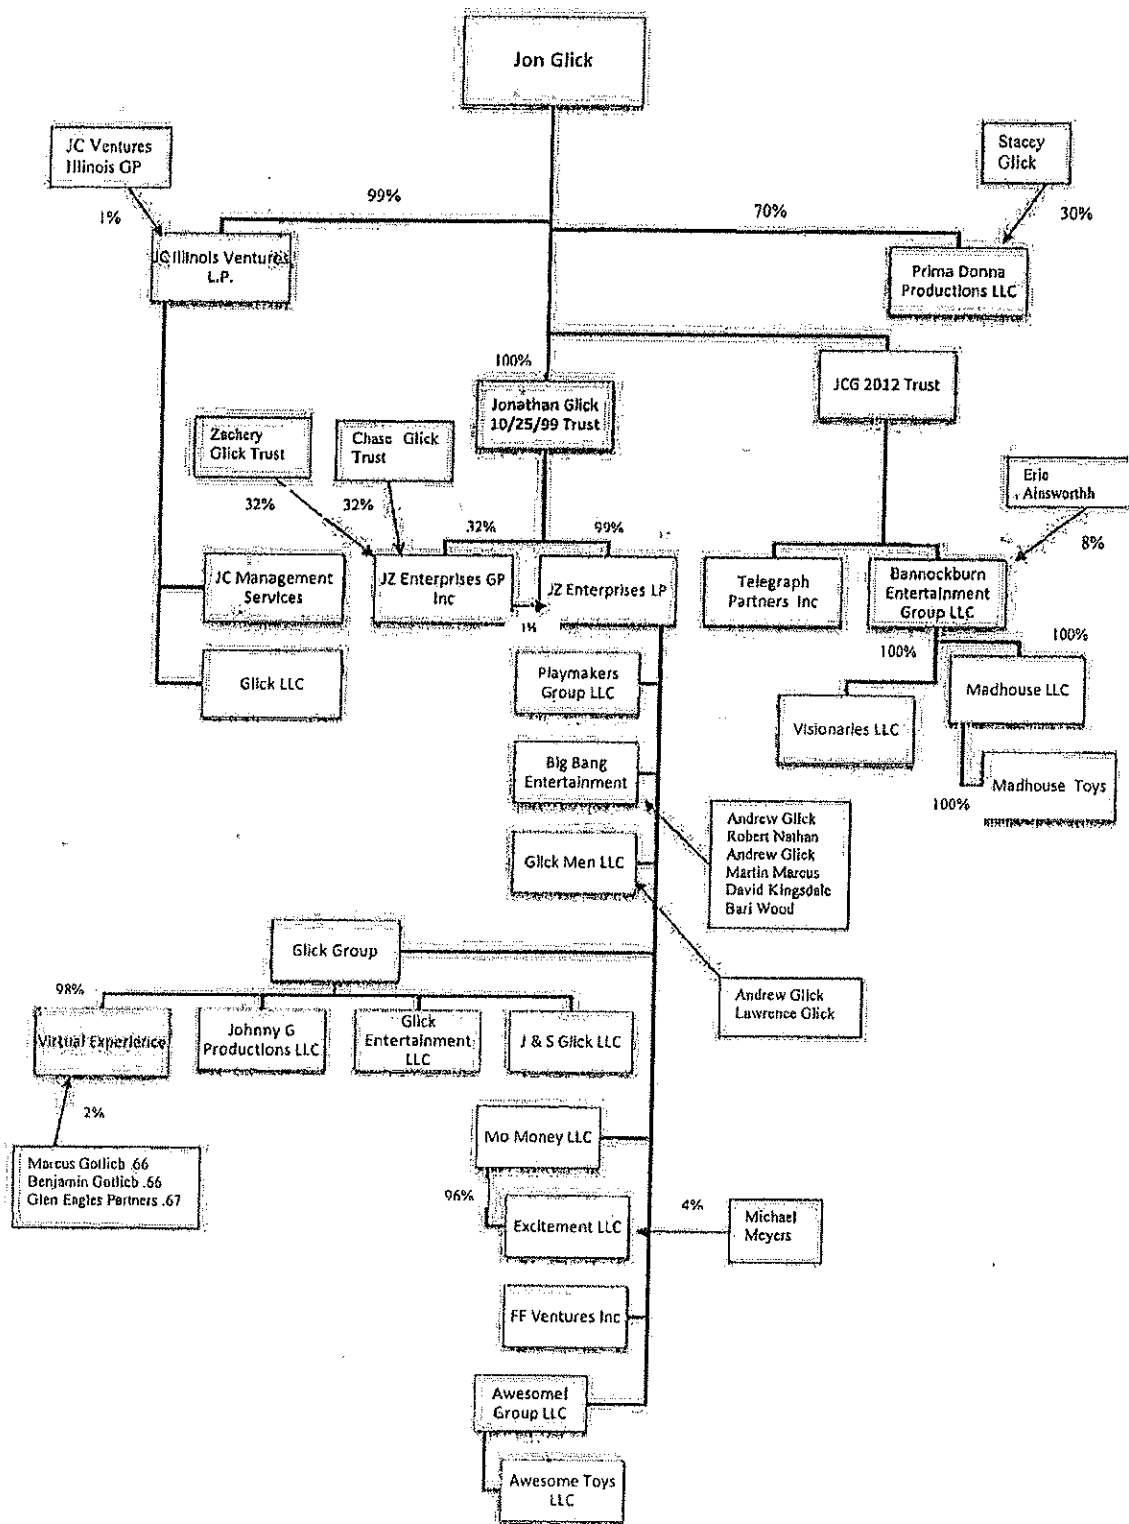 Jon Glick
JC Ventures
Illinois GP
Stacey
Glick
99%
70%
1%
30%
JC Illinois Ventures
L.P.
Prima Donna
Productions LLC
100%
JCG 2012 Trust
Jonathan Glick
10/25/99 Trust
Zachery
Glick Trust
Chase Glick
Trust
Eric
Ainsworthh
32%
32%
32%
99%
8%
JC Management
Services
JZ Enterprises GP
Inc
JZ Enterprises LP
Telegraph
Partners Inc
Bannockburn
Entertainment
Group LLC
1%
100%
100%
Glick LLC
Playmakers
Group LLC
Madhouse LLC
Visionaries LLC
Big Bang
Entertainment
Madhouse Toys
100%
Andrew Glick
Robert Nathan
Andrew Glick
Martin Marcus
David Kingsdale
Bari Wood
Glick Men LLC
Glick Group
98%
Andrew Glick
Lawrence Glick
Virtual Experience
Johnny G
Productions LLC
Glick
Entertainment
LLC
J & S Glick LLC
2%
Mo Money LLC
Marcus Gotlich .66
Benjamin Gotlich .66
Glen Eagles Partners .67
96%
4%
Excitement LLC
Michael
Meyers
FF Ventures Inc
Awesome!
Group LLC
Awesome Toys
LLC